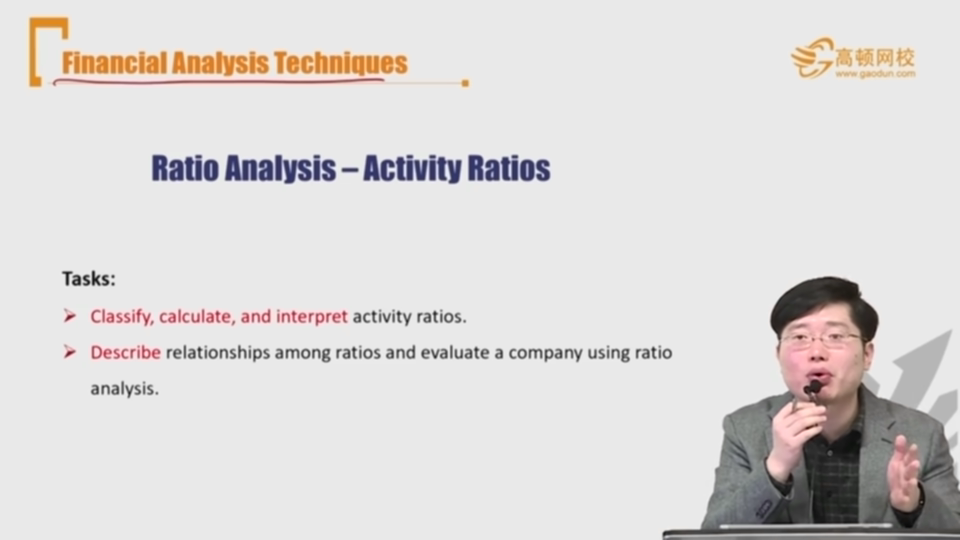 Financial Analysis Techniques
高顿网校
www.gaodun.com
Ratio Analysis – Activity Ratios
Tasks:
Classify, calculate, and interpret activity ratios.
Describe relationships among ratios and evaluate a company using ratio
analysis.